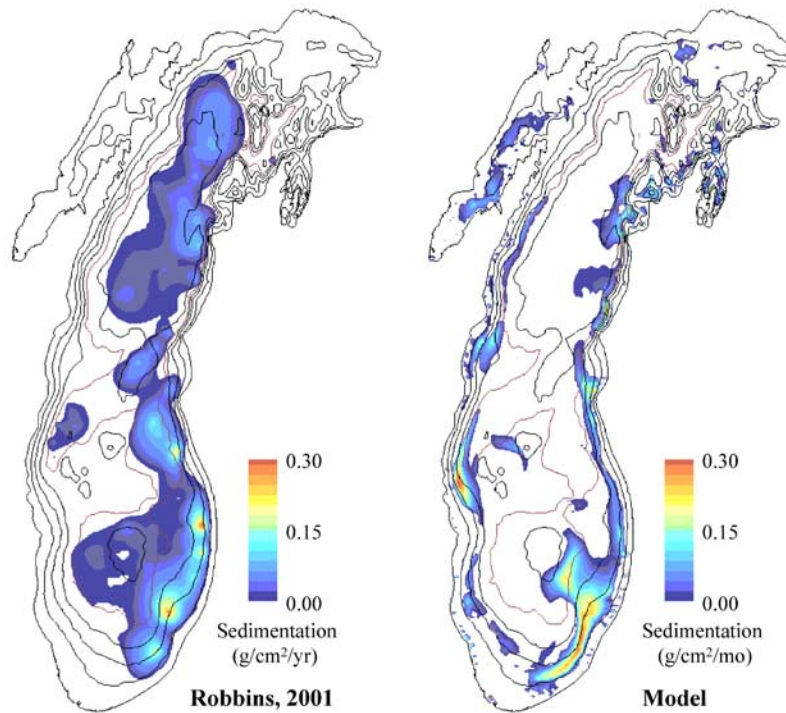 0.30
0.15
0.00
Sedimentation
(g/cm²/yr)
Robbins, 2001
0.30
0.15
0.00
Sedimentation
(g/cm²/mo)
Model